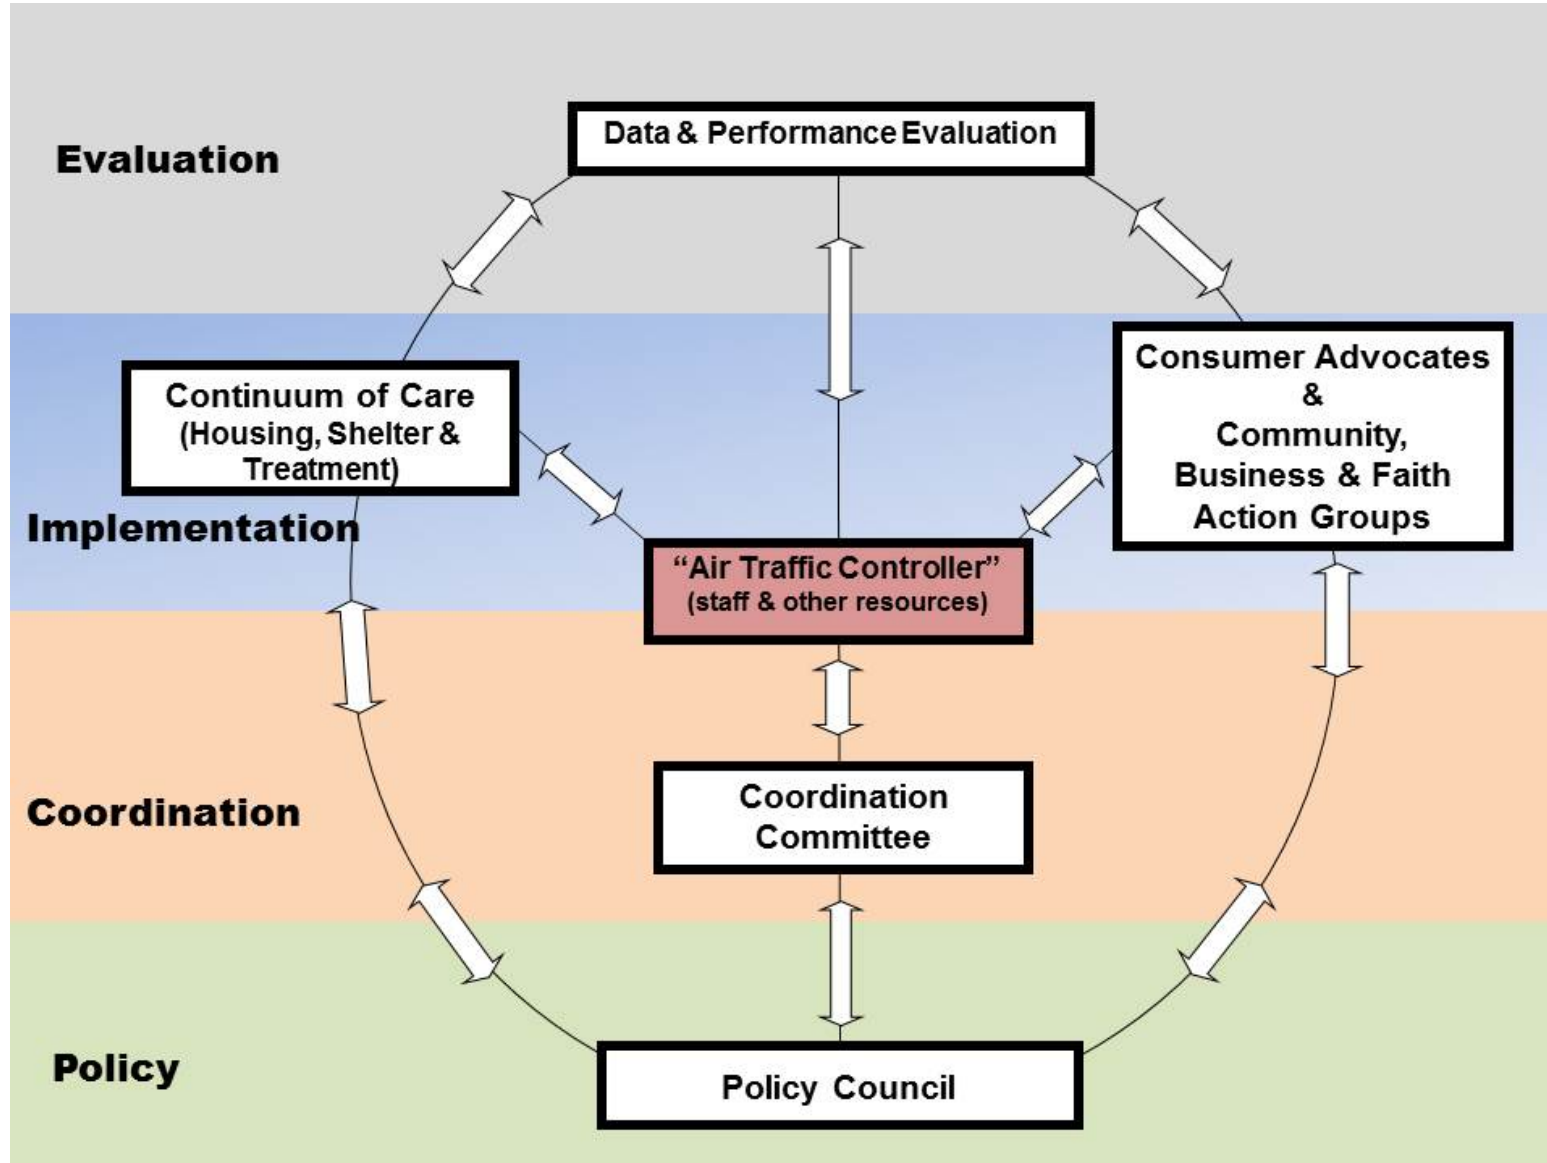 Data & Performance Evaluation
Evaluation
Consumer Advocates
&
Community,
Business & Faith
Action Groups
Continuum of Care
(Housing, Shelter &
Treatment)
Implementation
“Air Traffic Controller”
(staff & other resources)
Coordination
Committee
Coordination
Policy
Policy Council